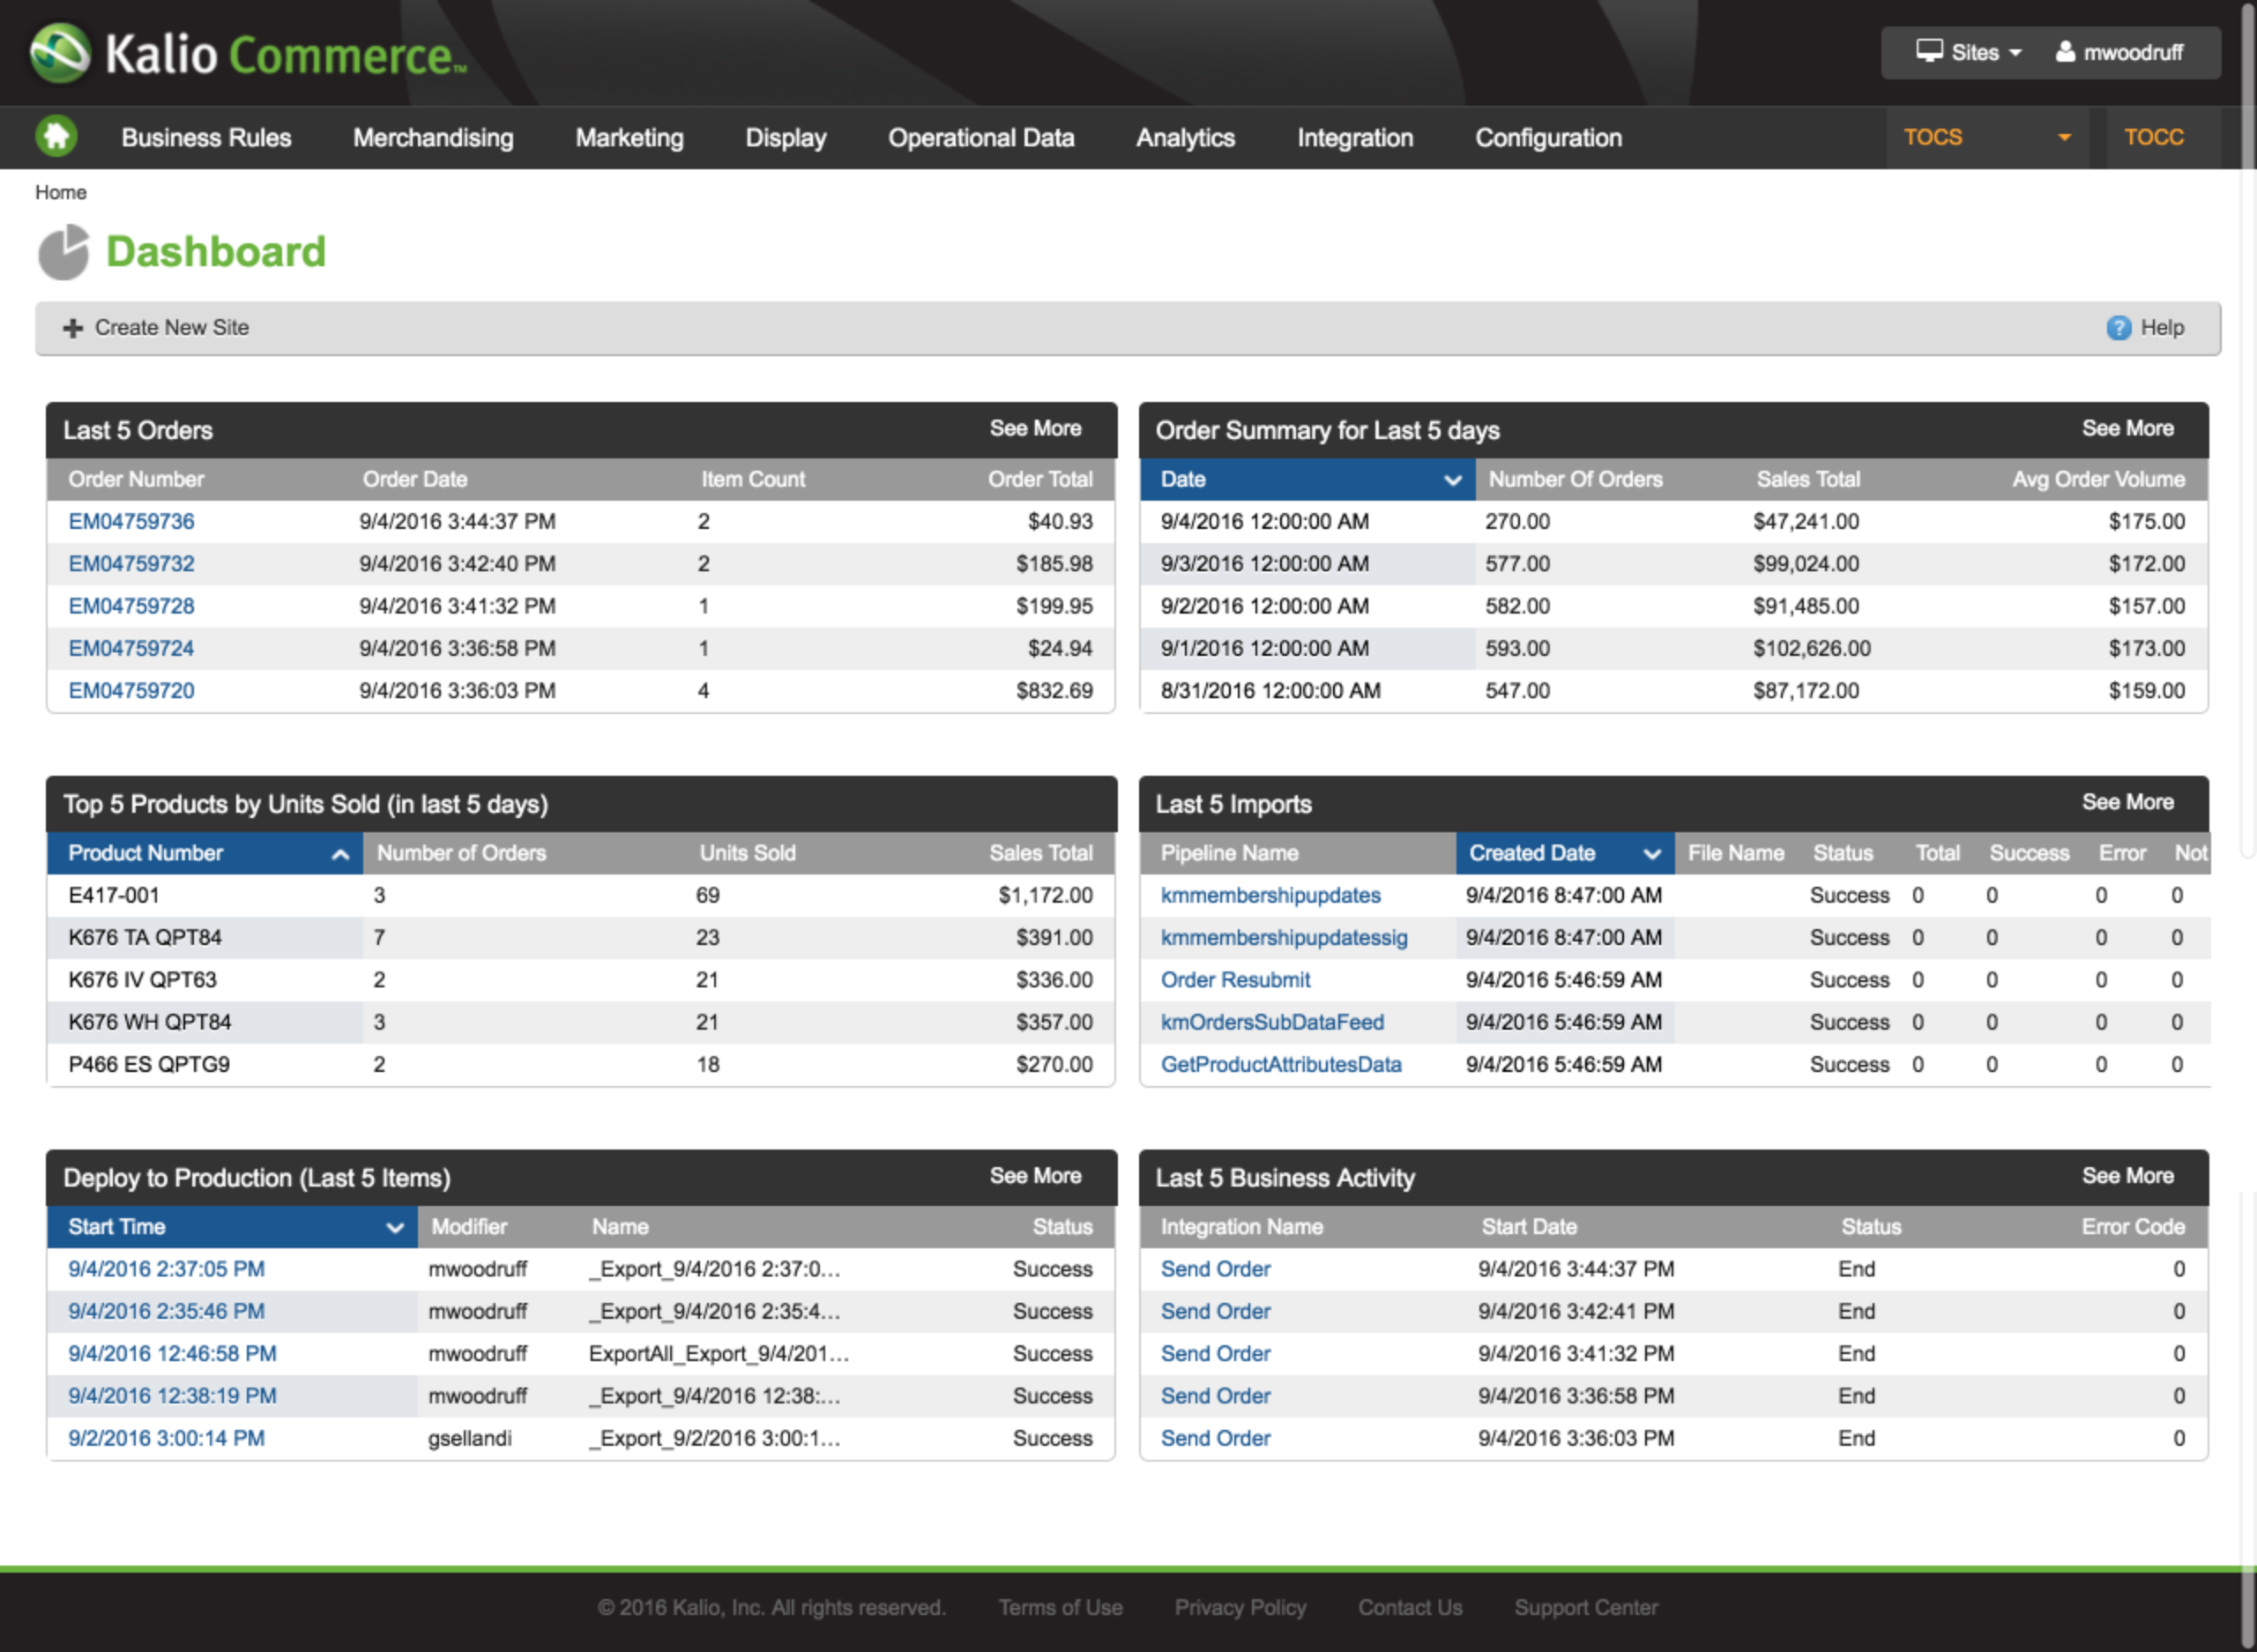 Kalio Commerce™
Sites mwoodruff
Business Rules Merchandising Marketing Display Operational Data Analytics Integration Configuration TOCS TOCC
Home
Dashboard
Create New Site ? Help
Last 5 Orders See More
Order Number Order Date Item Count Order Total
EM04759736 9/4/2016 3:44:37 PM 2 $40.93
EM04759732 9/4/2016 3:42:40 PM 2 $185.98
EM04759728 9/4/2016 3:41:32 PM 1 $199.95
EM04759724 9/4/2016 3:36:58 PM 1 $24.94
EM04759720 9/4/2016 3:36:03 PM 4 $832.69
Order Summary for Last 5 days See More
Date Number Of Orders Sales Total Avg Order Volume
9/4/2016 12:00:00 AM 270.00 $47,241.00 $175.00
9/3/2016 12:00:00 AM 577.00 $99,024.00 $172.00
9/2/2016 12:00:00 AM 582.00 $91,485.00 $157.00
9/1/2016 12:00:00 AM 593.00 $102,626.00 $173.00
8/31/2016 12:00:00 AM 547.00 $87,172.00 $159.00
Top 5 Products by Units Sold (in last 5 days)
Product Number Number of Orders Units Sold Sales Total
E417-001 3 69 $1,172.00
K676 TA QPT84 7 23 $391.00
K676 IV QPT63 2 21 $336.00
K676 WH QPT84 3 21 $357.00
P466 ES QPTG9 2 18 $270.00
Last 5 Imports See More
Pipeline Name Created Date File Name Status Total Success Error Not
kmmembershipupdates 9/4/2016 8:47:00 AM Success 0 0 0 0
kmmembershipupdatessig 9/4/2016 8:47:00 AM Success 0 0 0 0
Order Resubmit 9/4/2016 5:46:59 AM Success 0 0 0 0
kmOrdersSubDataFeed 9/4/2016 5:46:59 AM Success 0 0 0 0
GetProductAttributesData 9/4/2016 5:46:59 AM Success 0 0 0 0
Deploy to Production (Last 5 Items) See More
Start Time Modifier Name Status
9/4/2016 2:37:05 PM mwoodruff _Export_9/4/2016 2:37:0... Success
9/4/2016 2:35:46 PM mwoodruff _Export_9/4/2016 2:35:4... Success
9/4/2016 12:46:58 PM mwoodruff ExportAll_Export_9/4/201... Success
9/4/2016 12:38:19 PM mwoodruff _Export_9/4/2016 12:38:... Success
9/2/2016 3:00:14 PM gsellandi _Export_9/2/2016 3:00:1... Success
Last 5 Business Activity See More
Integration Name Start Date Status Error Code
Send Order 9/4/2016 3:44:37 PM End 0
Send Order 9/4/2016 3:42:41 PM End 0
Send Order 9/4/2016 3:41:32 PM End 0
Send Order 9/4/2016 3:36:58 PM End 0
Send Order 9/4/2016 3:36:03 PM End 0
© 2016 Kalio, Inc. All rights reserved. Terms of Use Privacy Policy Contact Us Support Center